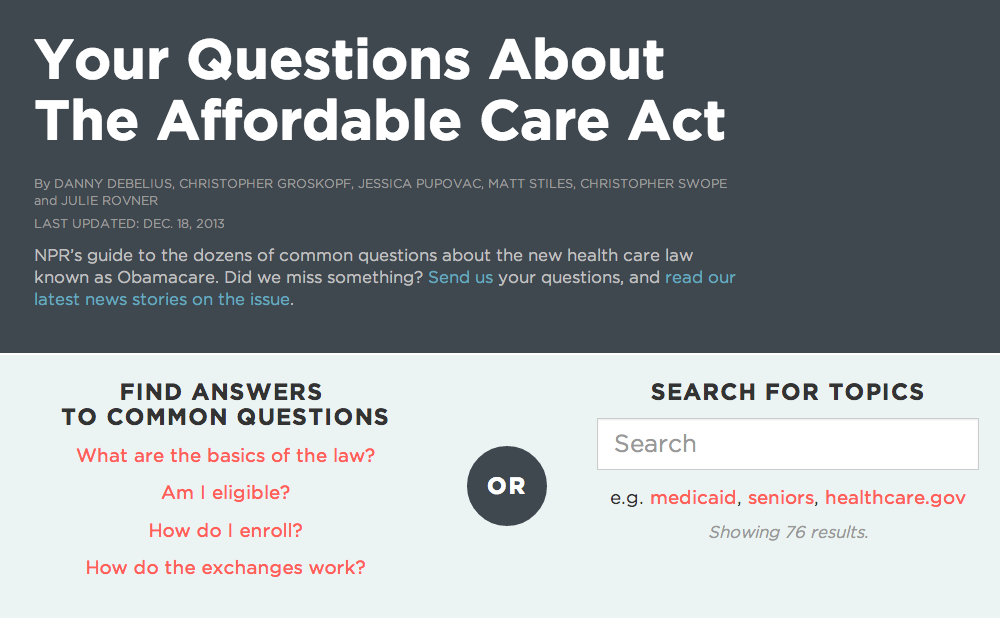 Your Questions About
The Affordable Care Act
By DANNY DEBELIUS, CHRISTOPHER GROSKOPF, JESSICA PUPOVAC, MATT STILES, CHRISTOPHER SWOPE
and JULIE ROVNER
LAST UPDATED: DEC. 18, 2013
NPR's guide to the dozens of common questions about the new health care law
known as Obamacare. Did we miss something? Send us your questions, and read our
latest news stories on the issue.
FIND ANSWERS
TO COMMON QUESTIONS
What are the basics of the law?
Am I eligible?
How do I enroll?
How do the exchanges work?
OR
SEARCH FOR TOPICS
Search
e.g. medicaid, seniors, healthcare.gov
Showing 76 results.